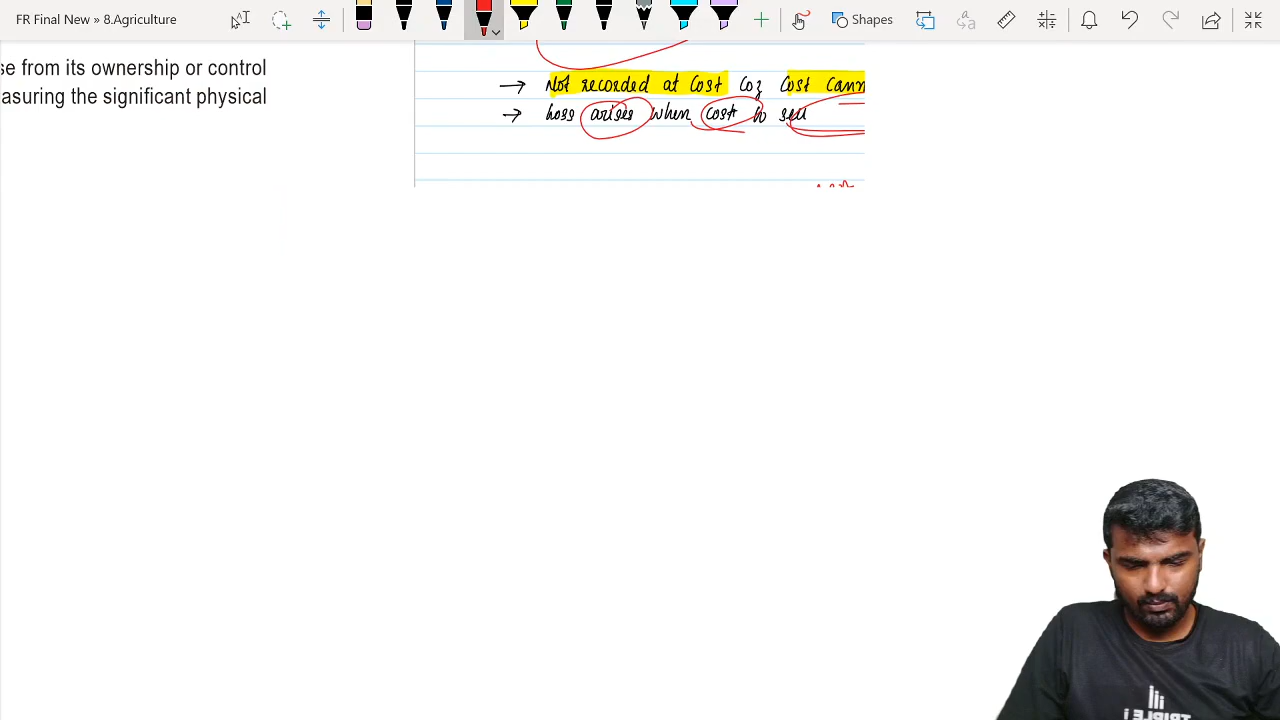 FR Final New » 8.Agriculture
Shapes
se from its ownership or control
asuring the significant physical
→ Not recorded at Cost Coz Cost Cann
→ Loss arises when cost to sell
TRIPLE i